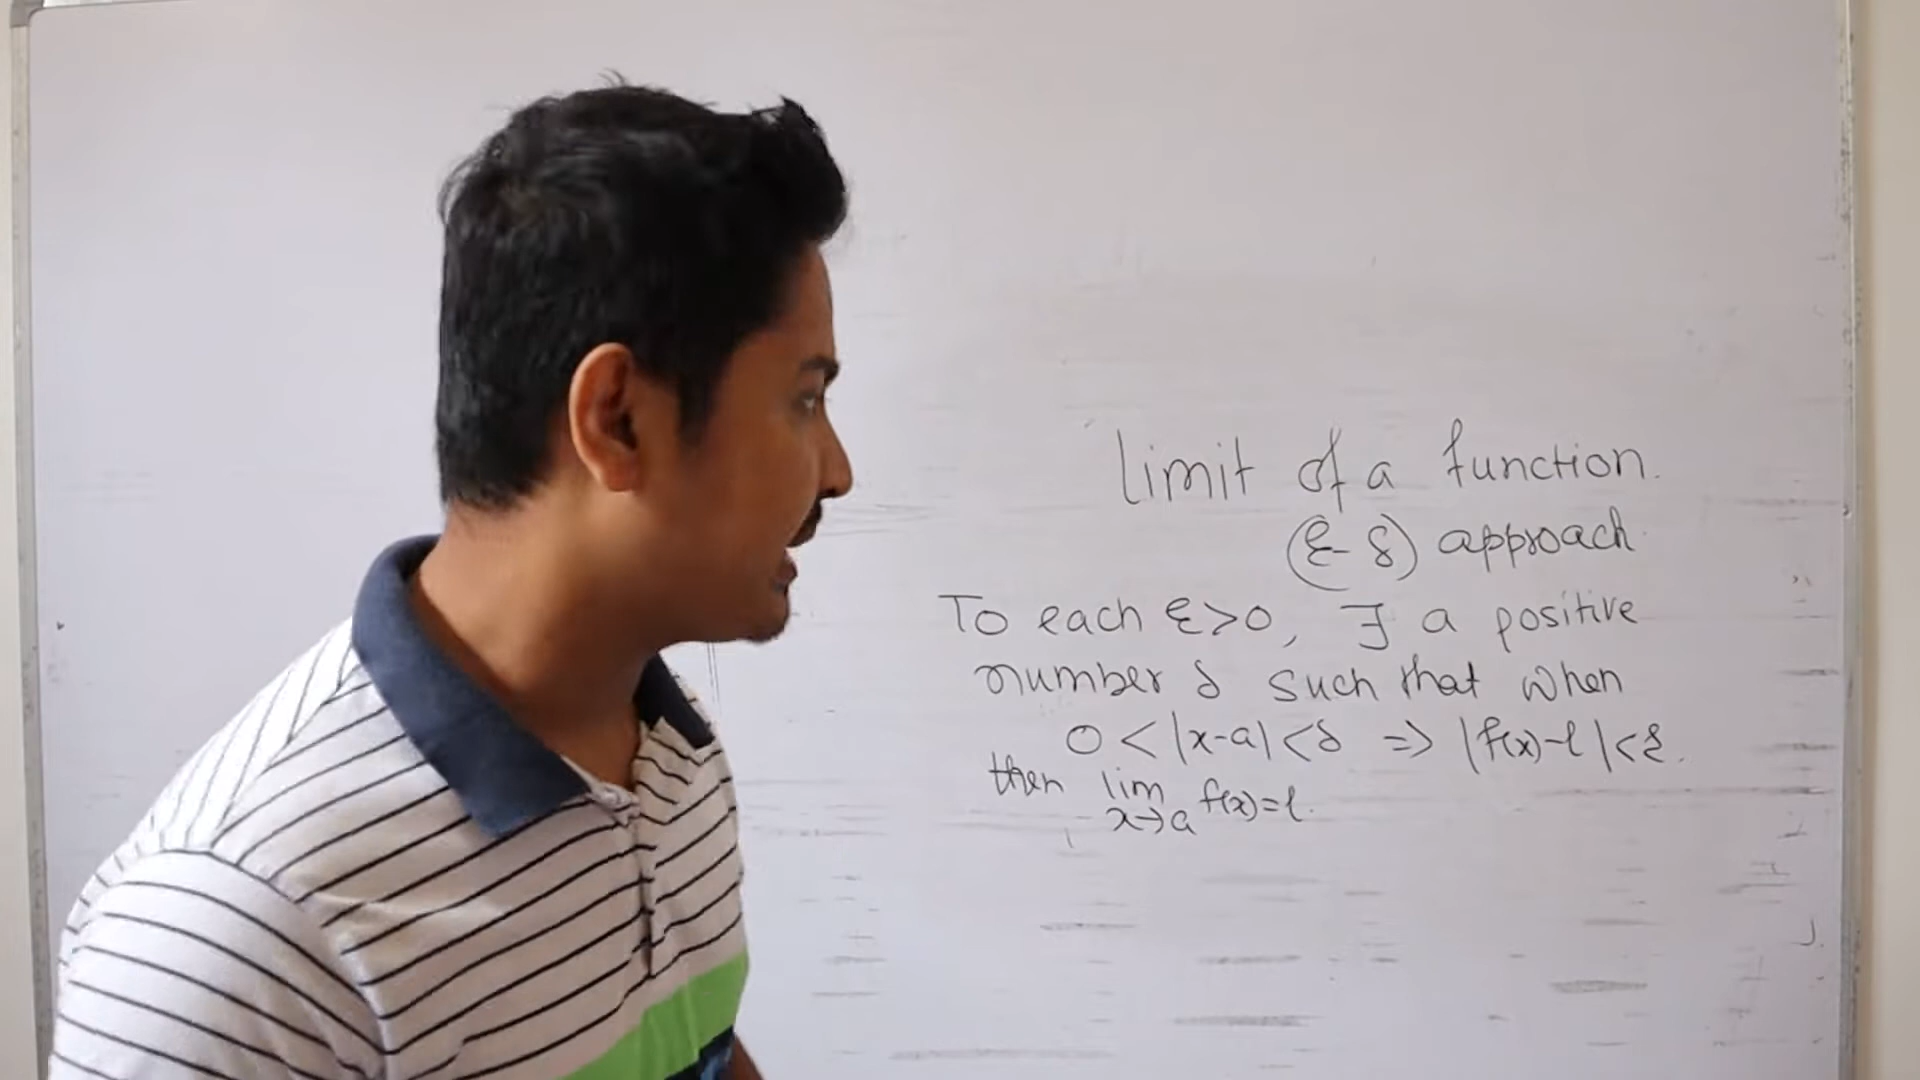 limit of a function.
(ε-δ) approach.
To each ε>0, ∃ a positive
number δ such that when
0<|x-a|<δ => |f(x)-l|<ε.
then lim f(x)=l.
x→a